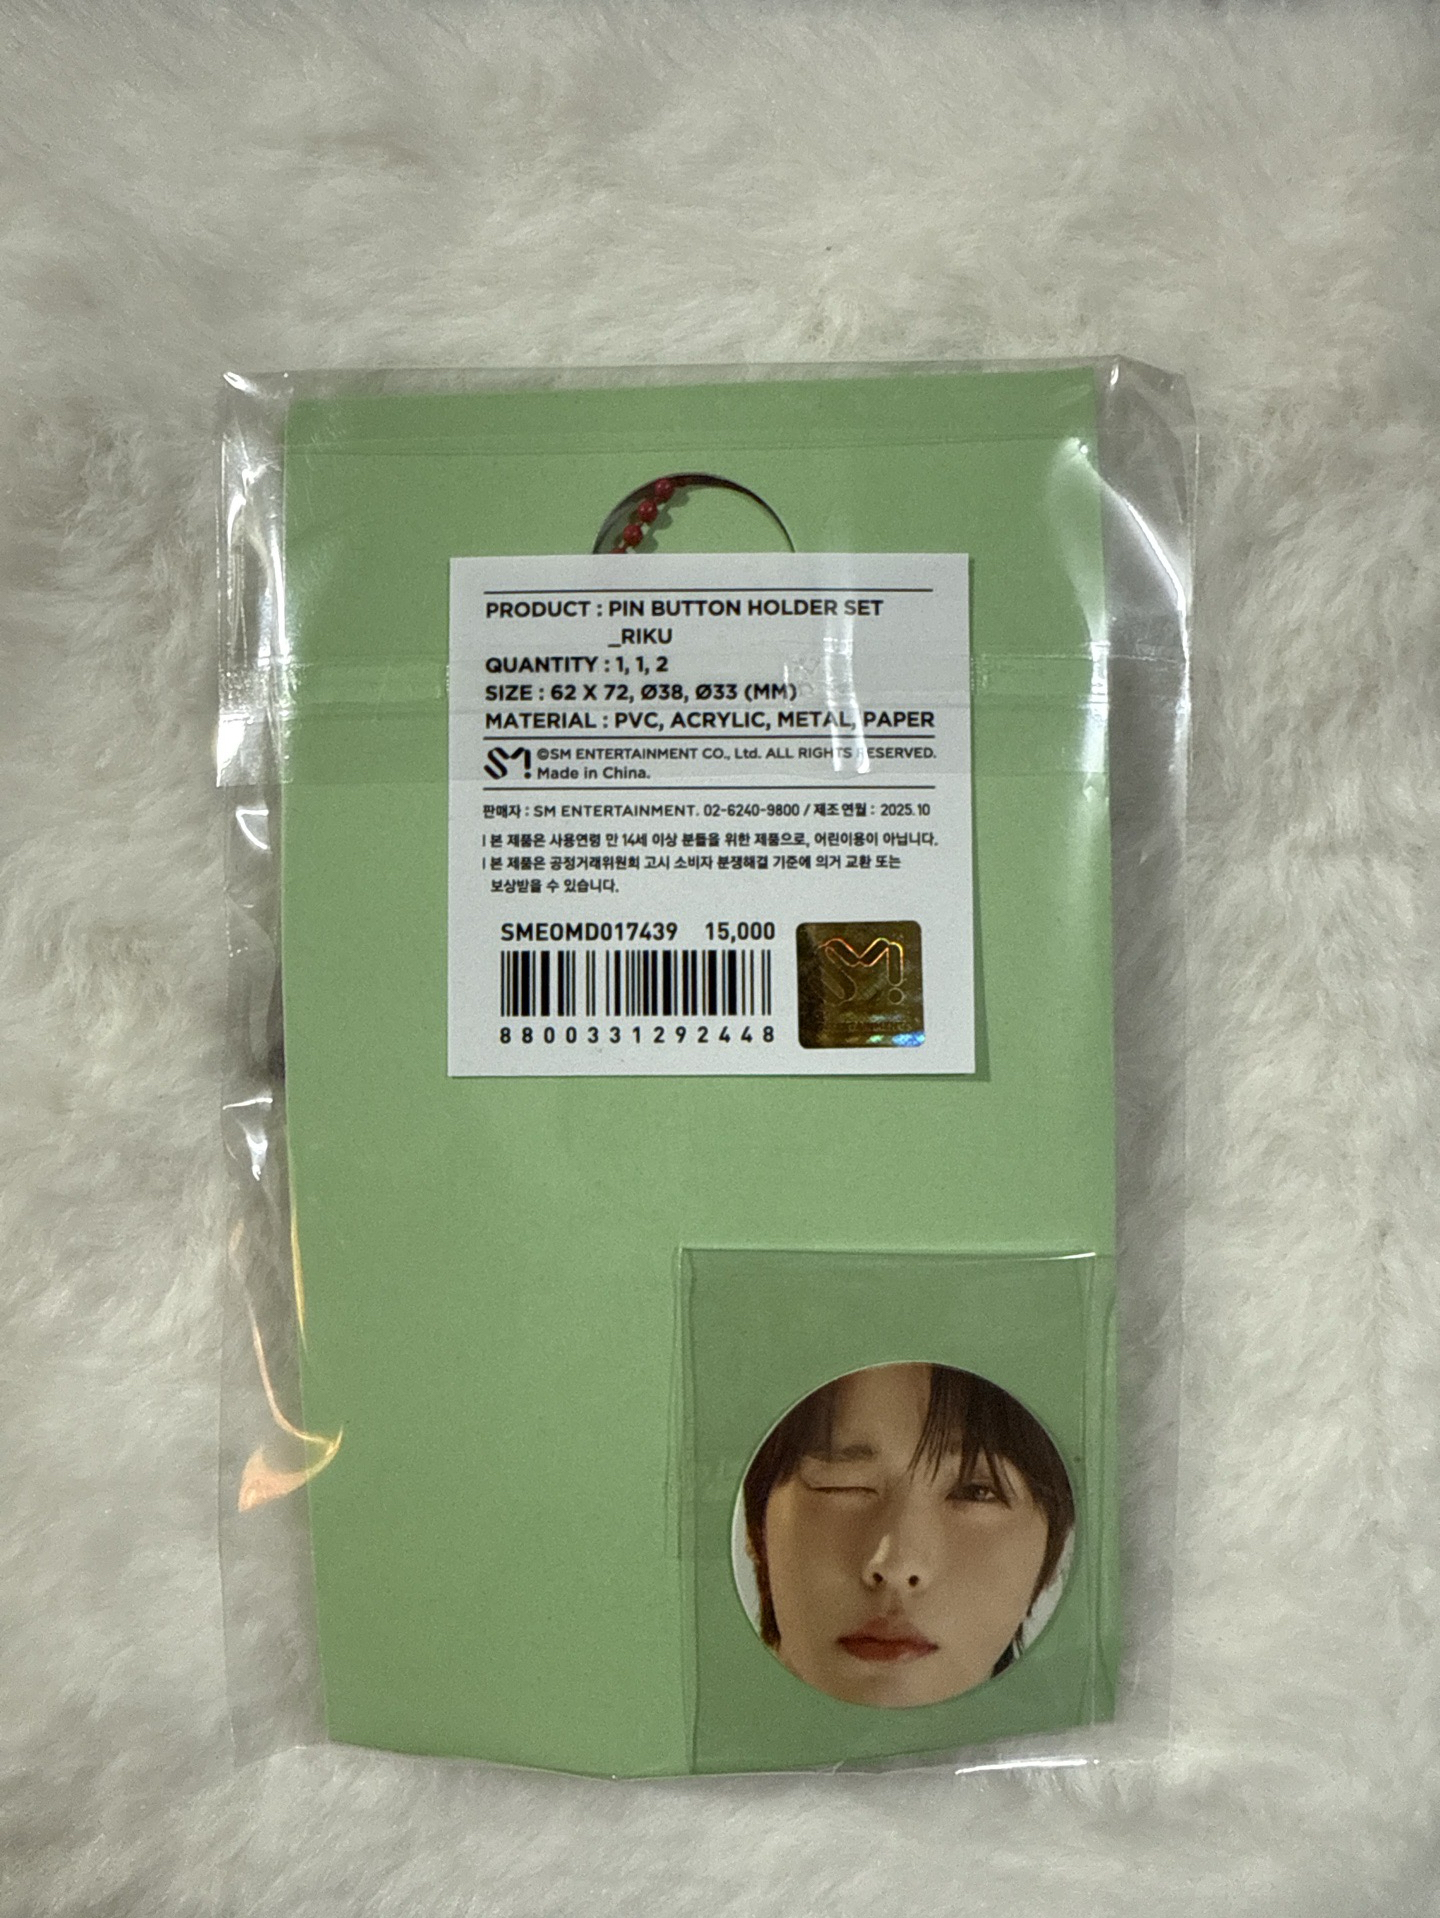 PRODUCT : PIN BUTTON HOLDER SET
_RIKU
QUANTITY : 1, 1, 2
SIZE : 62 X 72, Ø38, Ø33 (MM)
MATERIAL : PVC, ACRYLIC, METAL, PAPER
SM ©SM ENTERTAINMENT CO., Ltd. ALL RIGHTS RESERVED.
Made in China.
판매자 : SM ENTERTAINMENT. 02-6240-9800 / 제조연월 : 2025.10
I 본 제품은 사용연령 만 14세 이상 분들을 위한 제품으로, 어린이용이 아닙니다.
I 본 제품은 공정거래위원회 고시 소비자 분쟁해결 기준에 의거 교환 또는
보상받을 수 있습니다.
SMEOMD017439 15,000
SM
8800331292448